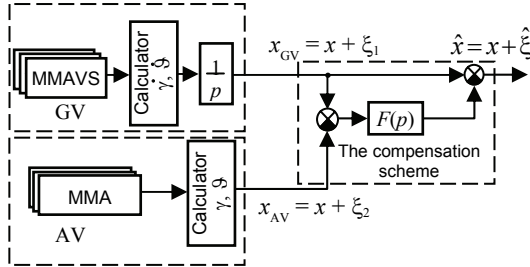 MMAVS
GV
Calculator
γ̇, ϑ̇
1
p
x_GV = x + ξ₁
x̂ = x + ξ̂
F(p)
The compensation
scheme
MMA
AV
Calculator
γ, ϑ
x_AV = x + ξ₂